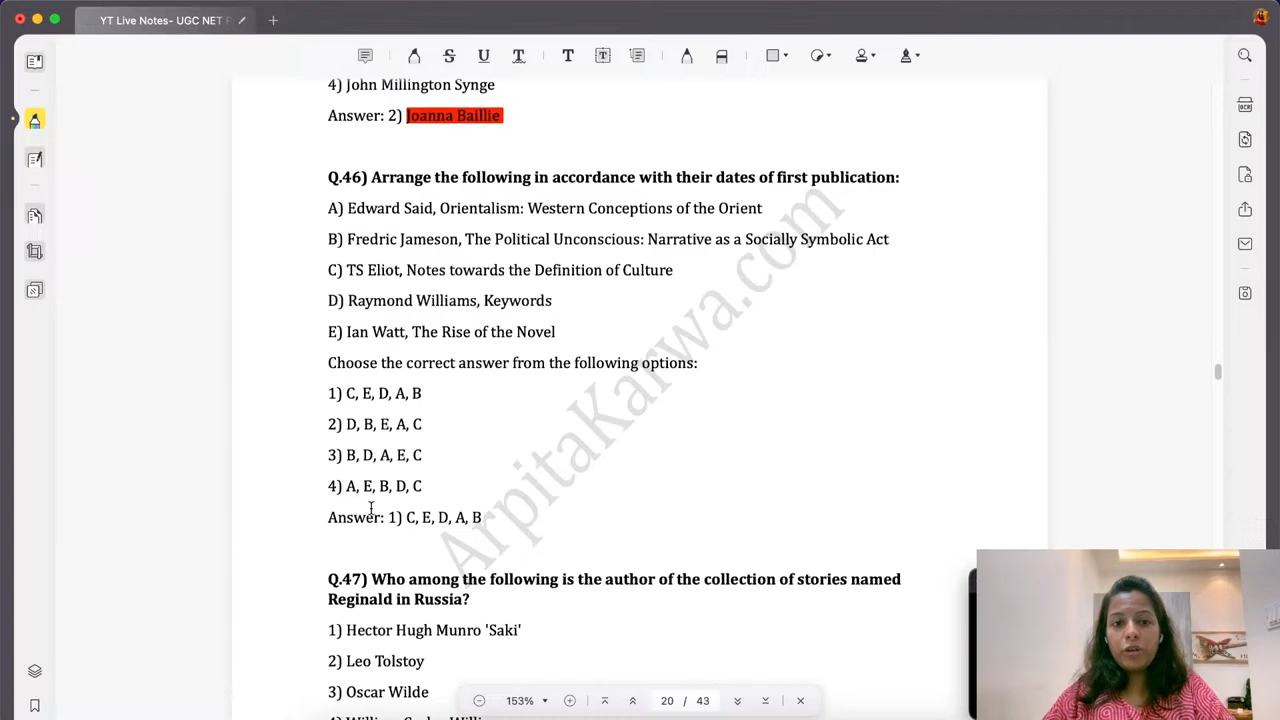 YT Live Notes- UGC NET
4) John Millington Synge
Answer: 2) Joanna Baillie
Q.46) Arrange the following in accordance with their dates of first publication:
A) Edward Said, Orientalism: Western Conceptions of the Orient
B) Fredric Jameson, The Political Unconscious: Narrative as a Socially Symbolic Act
C) TS Eliot, Notes towards the Definition of Culture
D) Raymond Williams, Keywords
E) Ian Watt, The Rise of the Novel
Choose the correct answer from the following options:
1) C, E, D, A, B
2) D, B, E, A, C
3) B, D, A, E, C
4) A, E, B, D, C
Answer: 1) C, E, D, A, B
ArpitaKarwa.com
Q.47) Who among the following is the author of the collection of stories named
Reginald in Russia?
1) Hector Hugh Munro 'Saki'
2) Leo Tolstoy
3) Oscar Wilde
153% 20 / 43